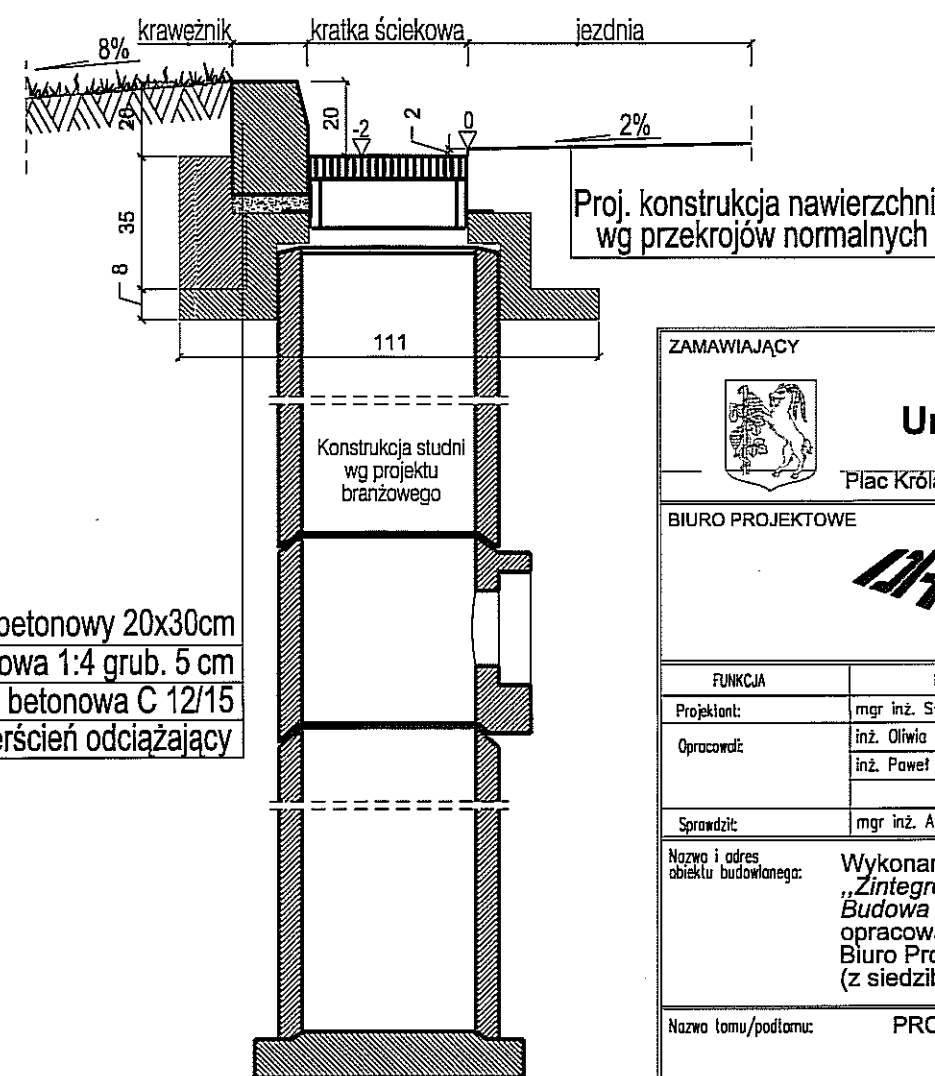 krawężnik
kratka ściekowa
jezdnia
8%
20
20
2
-2
0
2%
35
8
111
Proj. konstrukcja nawierzchni
wg przekrojów normalnych
Konstrukcja studni
wg projektu
branżowego
betonowy 20x30cm
owa 1:4 grub. 5 cm
betonowa C 12/15
erścień odciążający
ZAMAWIAJĄCY
Ur
Plac Króla
BIURO PROJEKTOWE
FUNKCJA
Projektant:
mgr inż. S
Opracował:
inż. Oliwia
inż. Paweł
Sprawdził:
mgr inż. A
Nazwa i adres
obiektu budowlanego:
Wykonan
„Zintegro
Budowa
opracowa
Biuro Pro
(z siedzib
Nazwa tomu/podtomu:
PRO